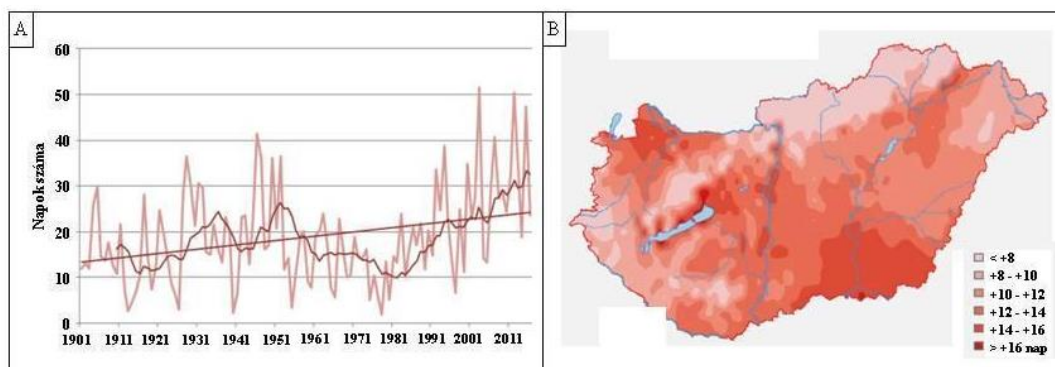 A
Napok száma
60
50
40
30
20
10
0
1901
1911
1921
1931
1941
1951
1961
1971
1981
1991
2001
2011
B
< +8
+8 - +10
+10 - +12
+12 - +14
+14 - +16
> +16 nap